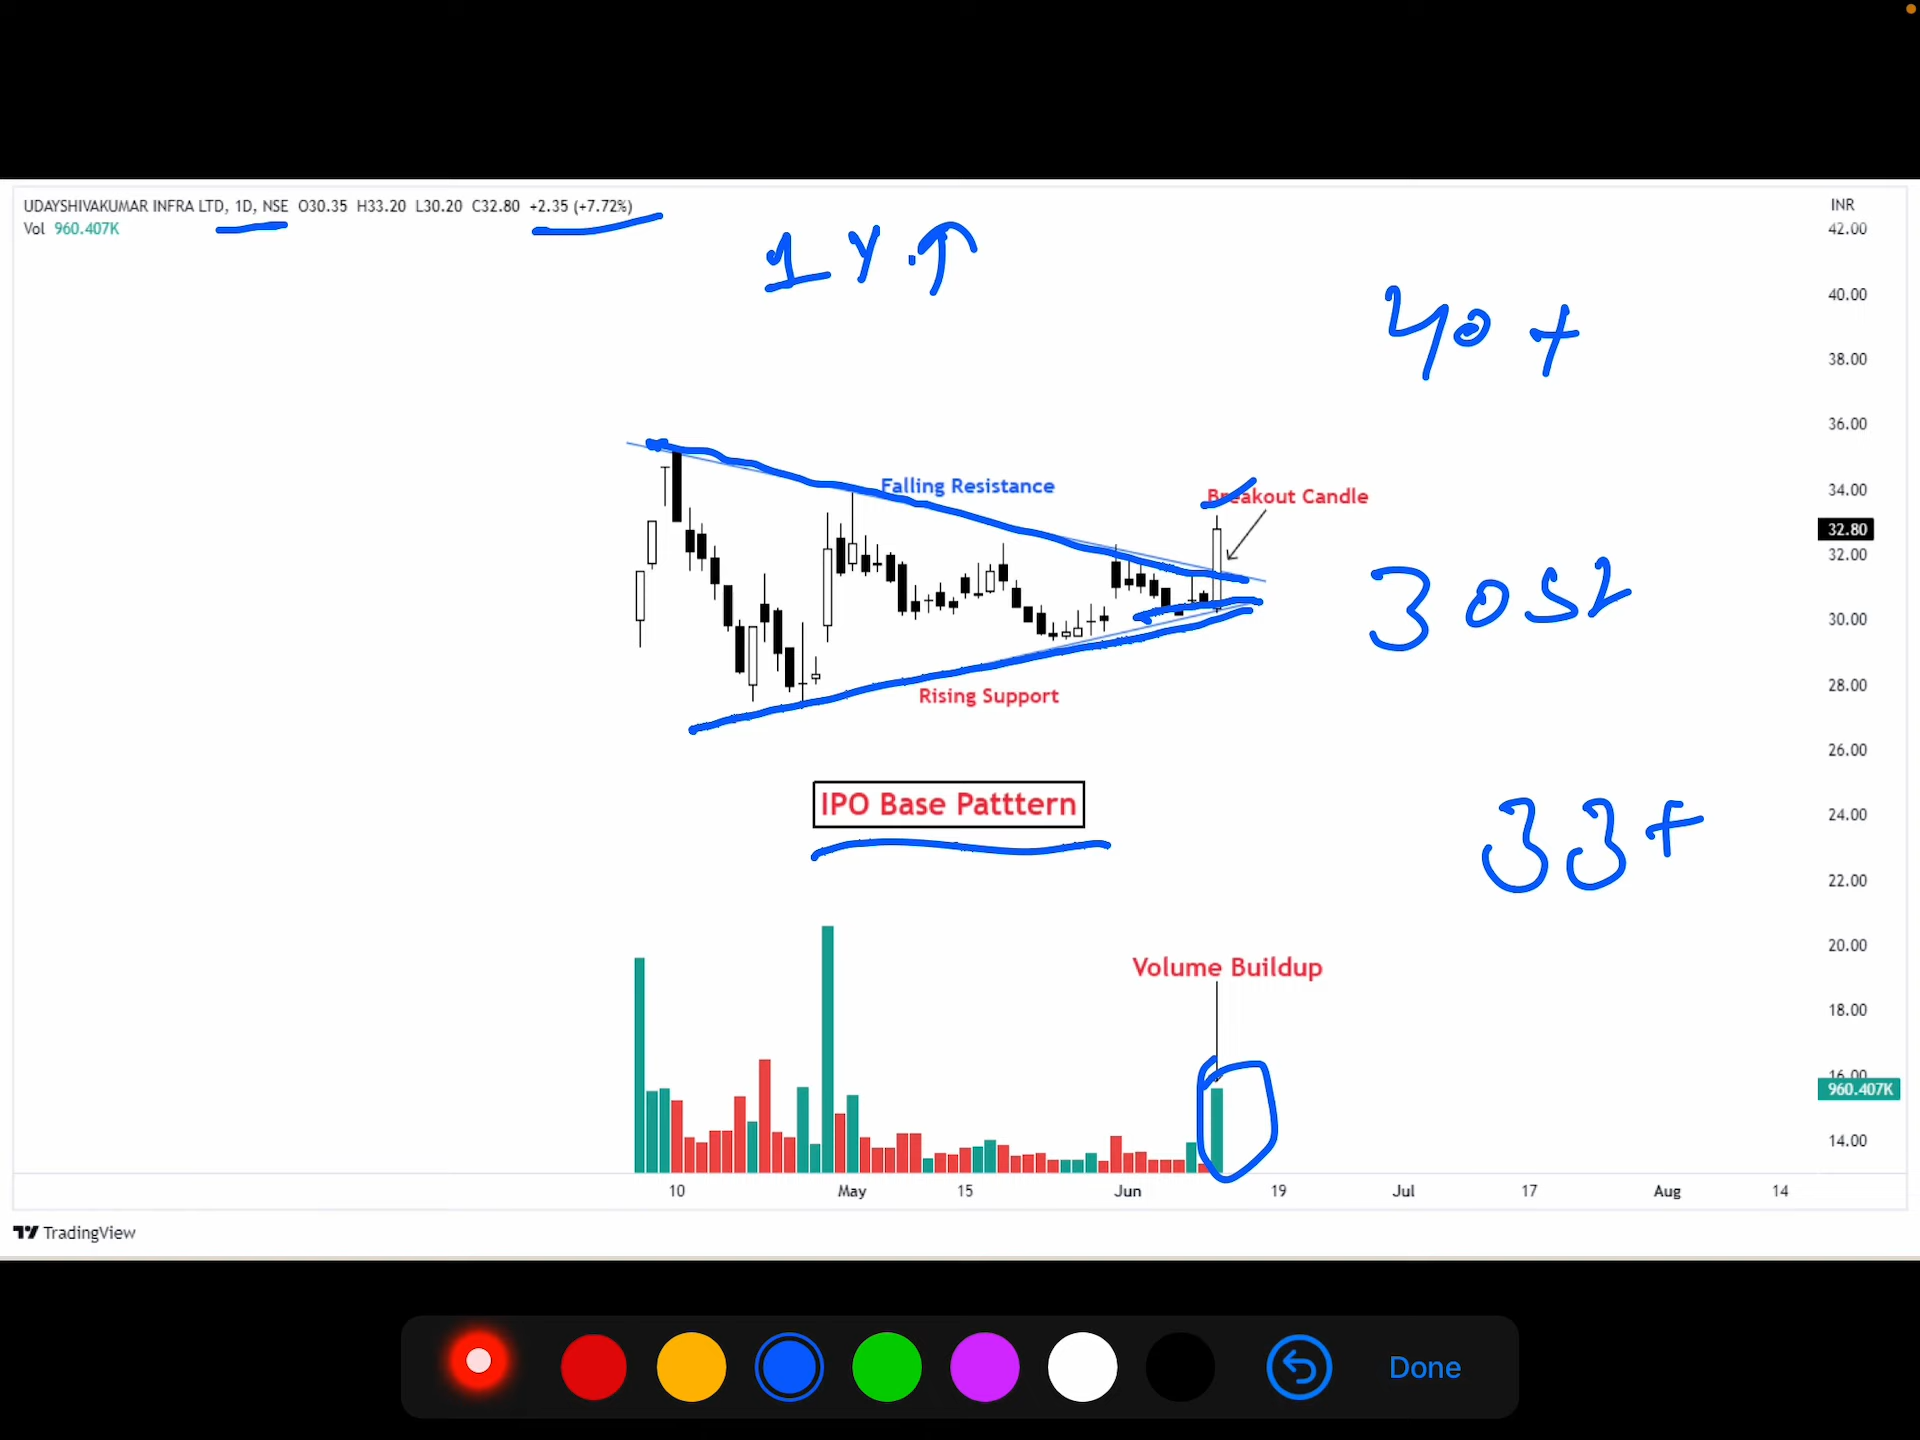 UDAYSHIVAKUMAR INFRA LTD, 1D, NSE O30.35 H33.20 L30.20 C32.80 +2.35 (+7.72%)
Vol 960.407K
INR
42.00
1 Y.↑
40.00
40 +
38.00
36.00
Falling Resistance
34.00
Breakout Candle
32.80
32.00
30 SL
30.00
28.00
Rising Support
26.00
IPO Base Patttern
24.00
33+
22.00
20.00
Volume Buildup
18.00
16.00
960.407K
14.00
10 May 15 Jun 19 Jul 17 Aug 14
TradingView
Done